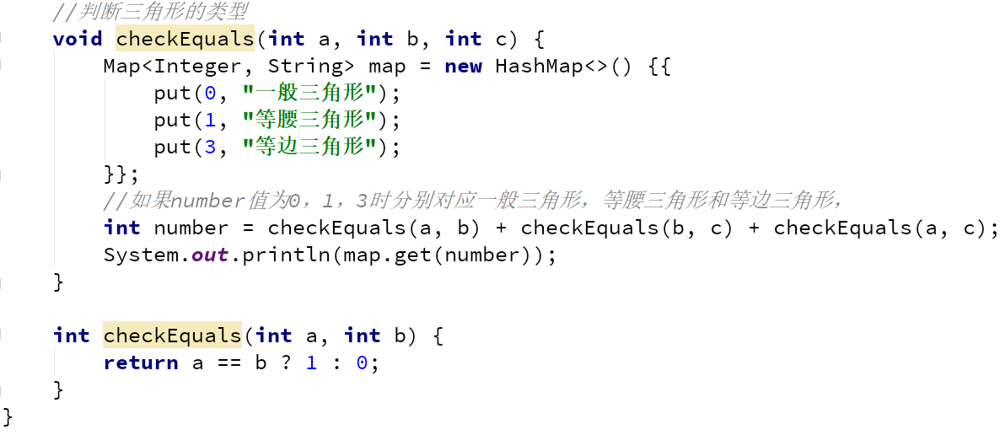 //判断三角形的类型
void checkEquals(int a, int b, int c) {
Map<Integer, String> map = new HashMap<>() {{
put(0, "一般三角形");
put(1, "等腰三角形");
put(3, "等边三角形");
}};
//如果number值为0，1，3时分别对应一般三角形，等腰三角形和等边三角形，
int number = checkEquals(a, b) + checkEquals(b, c) + checkEquals(a, c);
System.out.println(map.get(number));
}
int checkEquals(int a, int b) {
return a == b ? 1 : 0;
}
}